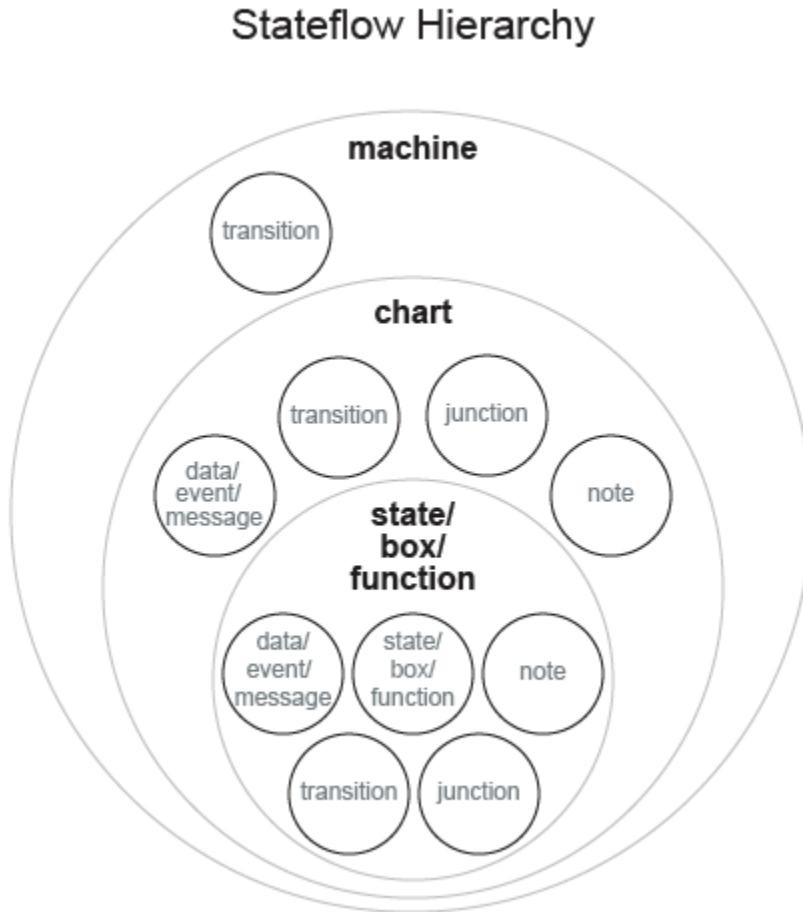 Stateflow Hierarchy
machine
transition
chart
transition
junction
data/
event/
message
note
state/
box/
function
data/
event/
message
state/
box/
function
note
transition
junction